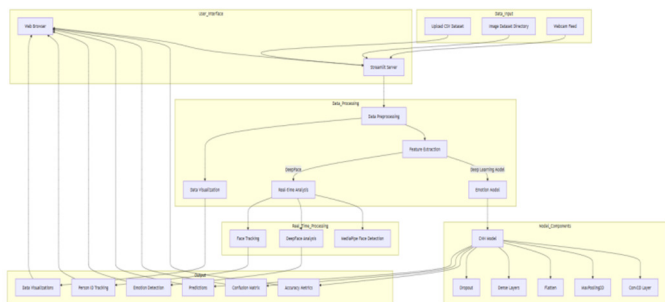 User_Interface
Data_Input
Web Browser
Upload CSV Dataset
Image Dataset Directory
Webcam Feed
Streamlit Server
Data_Processing
Data Preprocessing
Feature Extraction
DeepFace
Deep Learning Model
Data Visualization
Real-time Analysis
Emotion Model
Real_Time_Processing
Model_Components
Face Tracking
DeepFace Analysis
MediaPipe Face Detection
CNN Model
Output
Data Visualizations
Person ID Tracking
Emotion Detection
Predictions
Confusion Matrix
Accuracy Metrics
Dropout
Dense Layers
Flatten
MaxPooling2D
Conv2D Layer